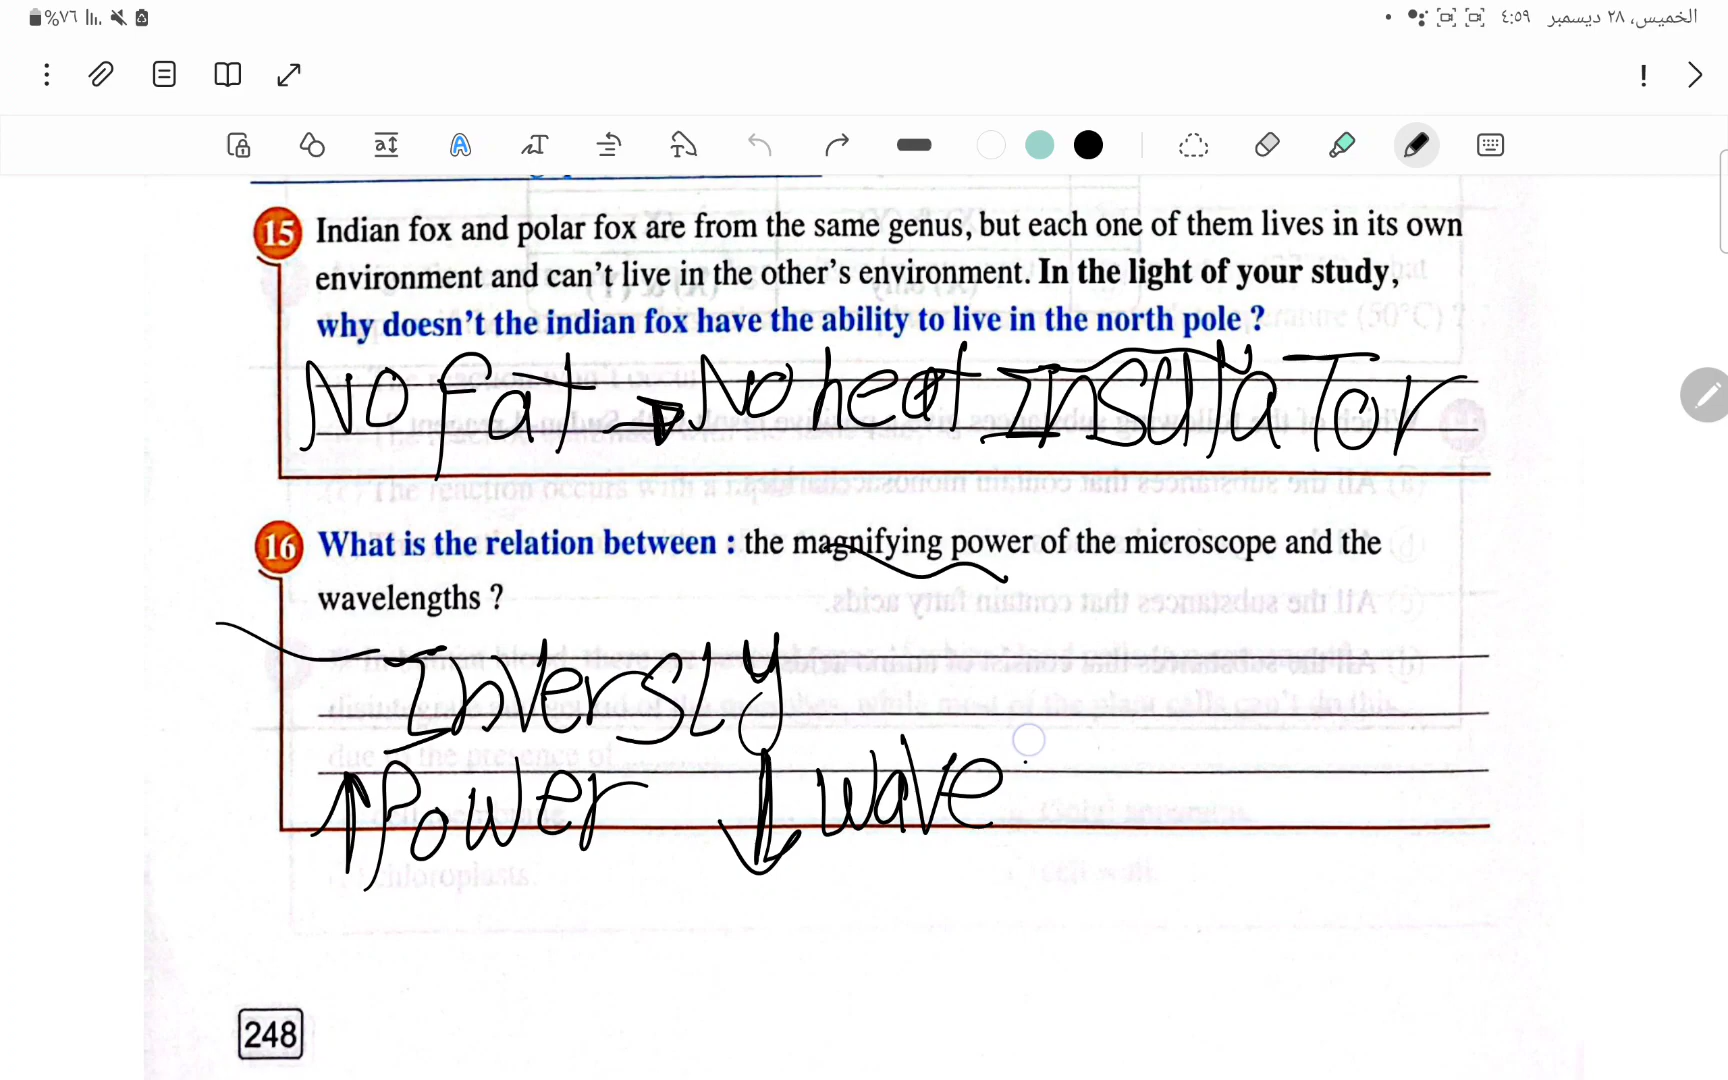 %٧٦
الخميس، ٢٨ ديسمبر ٤:٥٩
15 Indian fox and polar fox are from the same genus, but each one of them lives in its own
environment and can't live in the other's environment. In the light of your study,
why doesn't the indian fox have the ability to live in the north pole ?
No fat → No heat InsulaTor
16 What is the relation between : the magnifying power of the microscope and the
wavelengths ?
InversLy
↑ Power ↓ wave
248